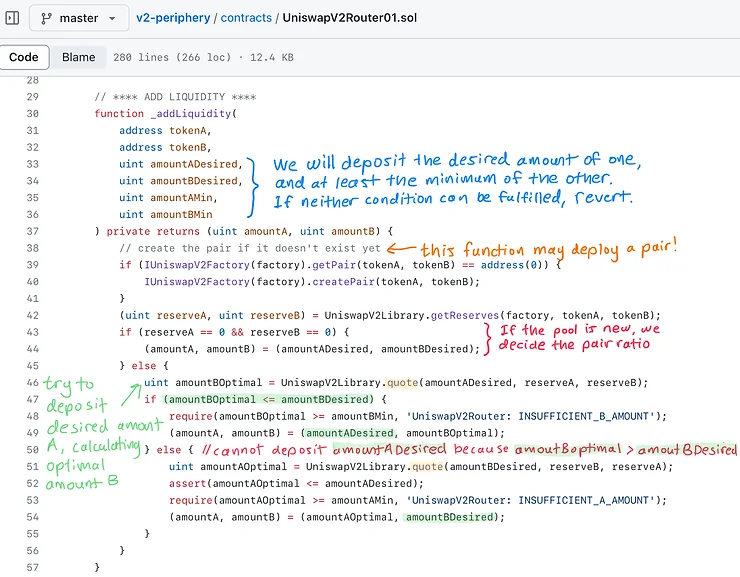 master v2-periphery / contracts / UniswapV2Router01.sol
Code Blame 280 lines (266 loc) · 12.4 KB
28
29 // **** ADD LIQUIDITY ****
30 function _addLiquidity(
31 address tokenA,
32 address tokenB,
33 uint amountADesired,
34 uint amountBDesired,
35 uint amountAMin,
36 uint amountBMin
We will deposit the desired amount of one,
and at least the minimum of the other.
If neither condition can be fulfilled, revert.
37 ) private returns (uint amountA, uint amountB) {
38 // create the pair if it doesn't exist yet
this function may deploy a pair!
39 if (IUniswapV2Factory(factory).getPair(tokenA, tokenB) == address(0)) {
40 IUniswapV2Factory(factory).createPair(tokenA, tokenB);
41 }
42 (uint reserveA, uint reserveB) = UniswapV2Library.getReserves(factory, tokenA, tokenB);
43 if (reserveA == 0 && reserveB == 0) {
44 (amountA, amountB) = (amountADesired, amountBDesired);
If the pool is new, we
decide the pair ratio
45 } else {
46 uint amountBOptimal = UniswapV2Library.quote(amountADesired, reserveA, reserveB);
47 if (amountBOptimal <= amountBDesired) {
48 require(amountBOptimal >= amountBMin, 'UniswapV2Router: INSUFFICIENT_B_AMOUNT');
49 (amountA, amountB) = (amountADesired, amountBOptimal);
try to
deposit
desired amount
A, calculating
optimal
amount B
50 } else { //cannot deposit amountADesired because amoutBoptimal > amoutBDesired
51 uint amountAOptimal = UniswapV2Library.quote(amountBDesired, reserveB, reserveA);
52 assert(amountAOptimal <= amountADesired);
53 require(amountAOptimal >= amountAMin, 'UniswapV2Router: INSUFFICIENT_A_AMOUNT');
54 (amountA, amountB) = (amountAOptimal, amountBDesired);
55 }
56 }
57 }